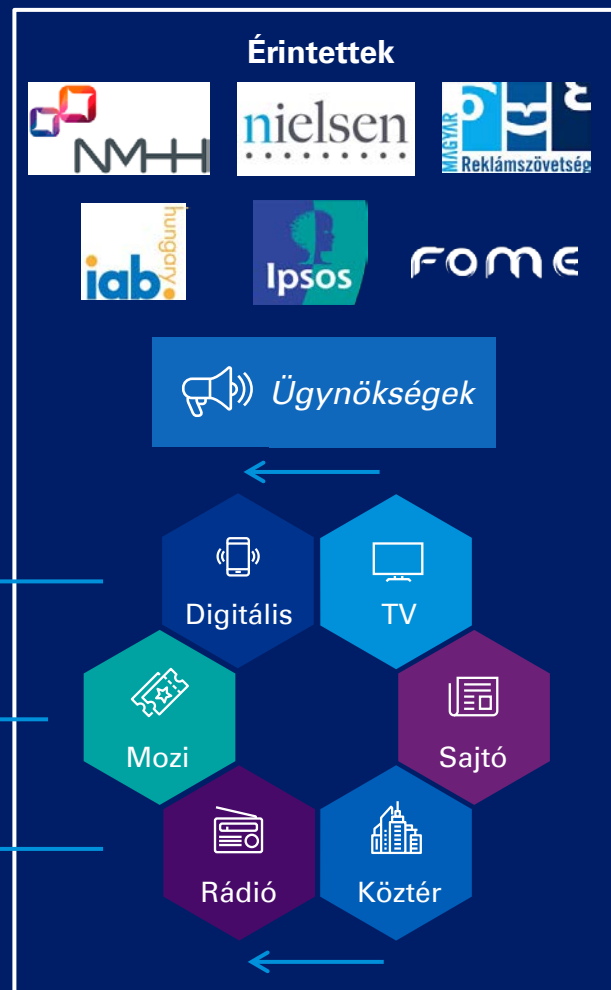 Érintettek
NMHH
nielsen
MAGYAR
Reklámszövetség
iab.
hungary
Ipsos
FOME
Ügynökségek
Digitális
TV
Mozi
Sajtó
Rádió
Köztér